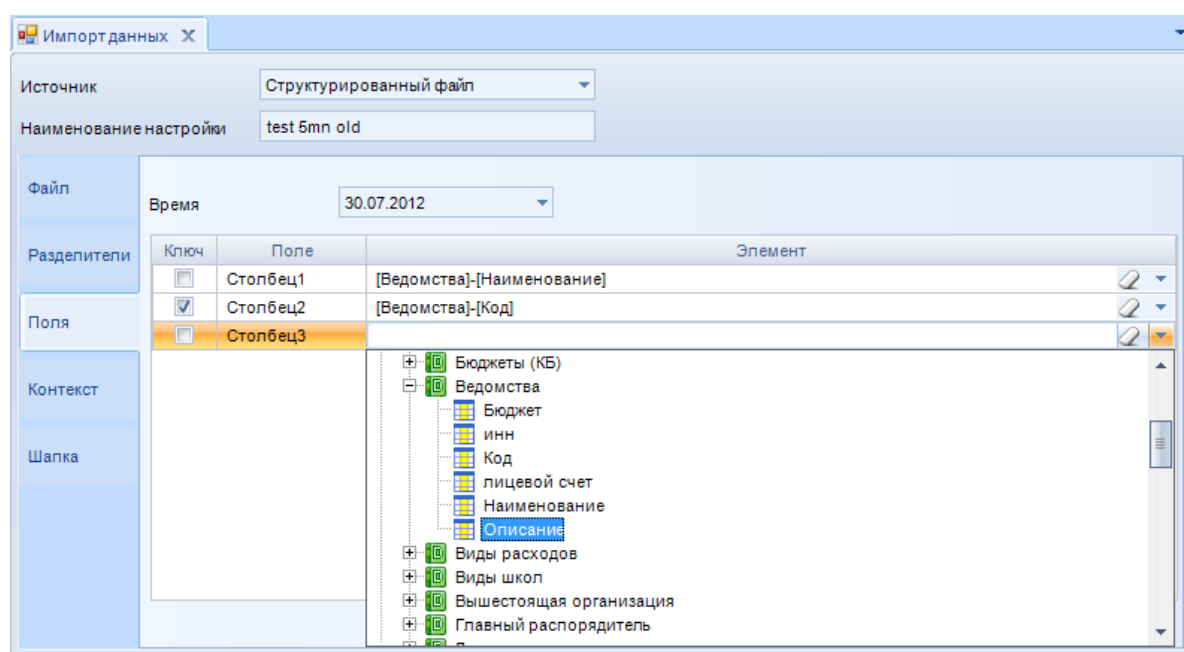 Импорт данных X
Источник Структурированный файл
Наименование настройки test 5mn old
Файл
Время 30.07.2012
Разделители
Ключ Поле Элемент
Столбец1 [Ведомства]-[Наименование]
Столбец2 [Ведомства]-[Код]
Поля
Столбец3
Бюджеты (КБ)
Контекст
Ведомства
Бюджет
инн
Шапка
Код
лицевой счет
Наименование
Описание
Виды расходов
Виды школ
Вышестоящая организация
Главный распорядитель